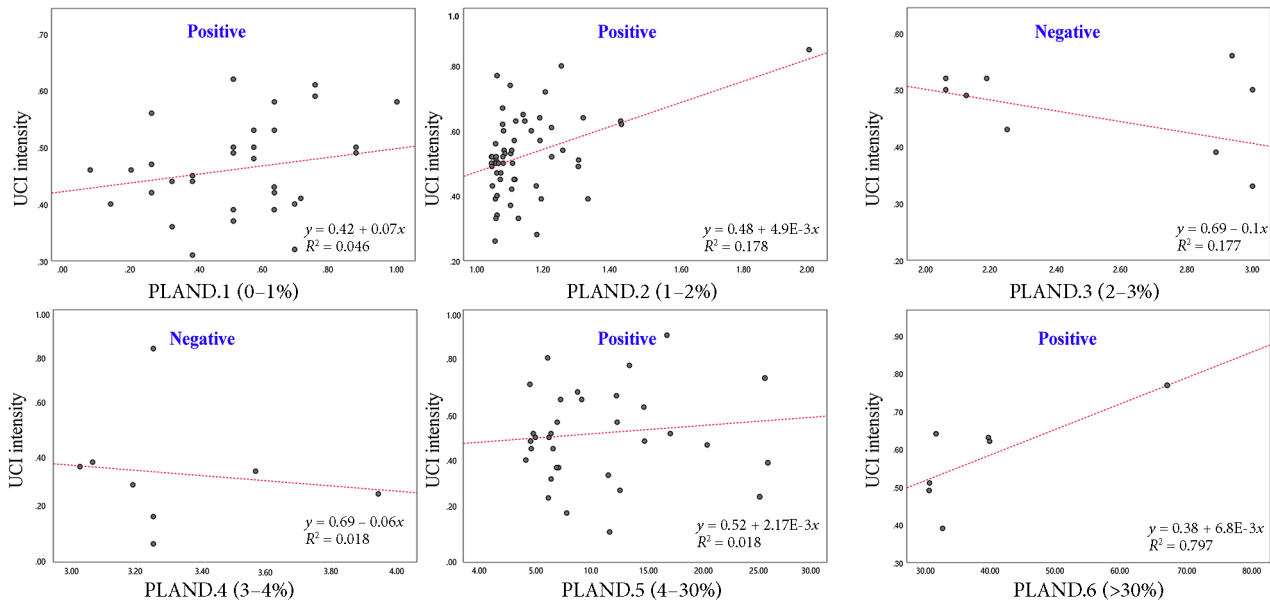 Positive
UCI intensity
.70
.60
.50
.40
.30
.00
.20
.40
.60
.80
1.00
y = 0.42 + 0.07x
R² = 0.046
PLAND.1 (0–1%)
Positive
UCI intensity
1.0
.80
.60
.40
.20
1.00
1.20
1.40
1.60
1.80
2.00
y = 0.48 + 4.9E-3x
R² = 0.178
PLAND.2 (1–2%)
Negative
UCI intensity
.60
.50
.40
.30
.20
2.00
2.20
2.40
2.60
2.80
3.00
y = 0.69 – 0.1x
R² = 0.177
PLAND.3 (2–3%)
Negative
UCI intensity
1.00
.80
.60
.40
.20
.00
3.00
3.20
3.40
3.60
3.80
4.00
y = 0.69 – 0.06x
R² = 0.018
PLAND.4 (3–4%)
Positive
UCI intensity
1.00
.80
.60
.40
.20
.00
4.00
5.00
10.00
15.00
20.00
25.00
30.00
y = 0.52 + 2.17E-3x
R² = 0.018
PLAND.5 (4–30%)
Positive
UCI intensity
.90
.80
.70
.60
.50
.40
.30
30.00
40.00
50.00
60.00
70.00
80.00
y = 0.38 + 6.8E-3x
R² = 0.797
PLAND.6 (>30%)